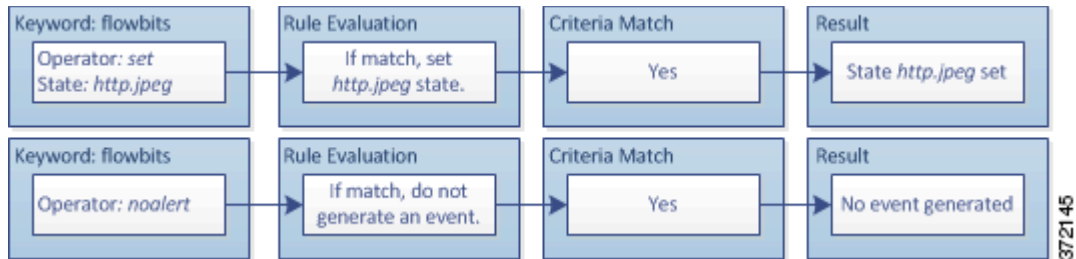 Keyword: flowbits
Operator: set
State: http.jpeg
Rule Evaluation
If match, set
http.jpeg state.
Criteria Match
Yes
Result
State http.jpeg set
Keyword: flowbits
Operator: noalert
Rule Evaluation
If match, do not
generate an event.
Criteria Match
Yes
Result
No event generated
372145